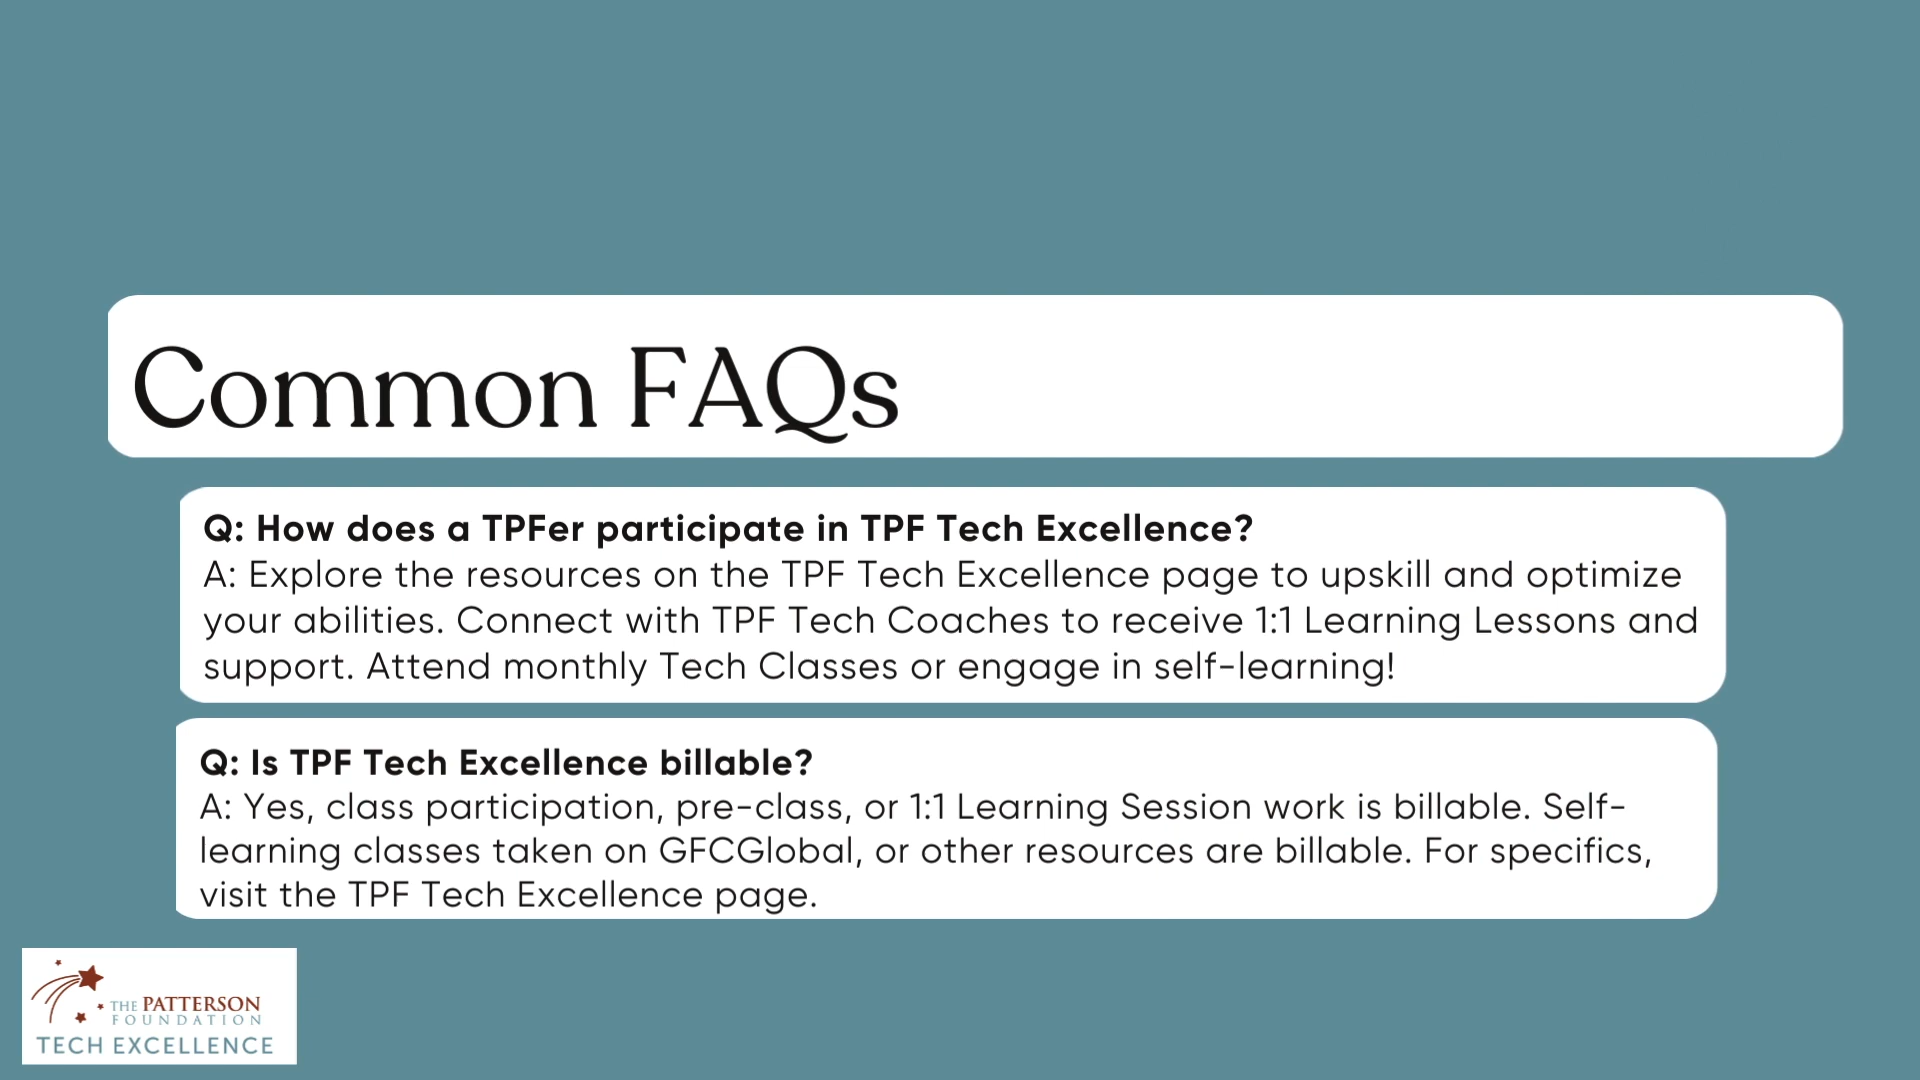 Common FAQs
Q: How does a TPFer participate in TPF Tech Excellence?
A: Explore the resources on the TPF Tech Excellence page to upskill and optimize
your abilities. Connect with TPF Tech Coaches to receive 1:1 Learning Lessons and
support. Attend monthly Tech Classes or engage in self-learning!
Q: Is TPF Tech Excellence billable?
A: Yes, class participation, pre-class, or 1:1 Learning Session work is billable. Self-
learning classes taken on GFCGlobal, or other resources are billable. For specifics,
visit the TPF Tech Excellence page.
THE PATTERSON
FOUNDATION
TECH EXCELLENCE